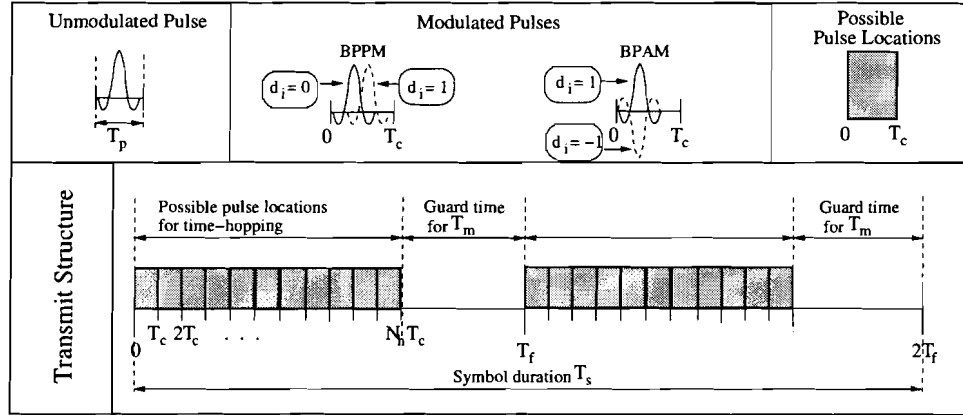 Unmodulated Pulse
T_p
Modulated Pulses
BPPM
d_i=0
d_i=1
0
T_c
BPAM
d_i=1
d_i=-1
0
T_c
Possible
Pulse Locations
0
T_c
Transmit Structure
Possible pulse locations
for time-hopping
Guard time
for T_m
Guard time
for T_m
T_c 2T_c . . . N_h T_c
0
T_f
2T_f
Symbol duration T_s